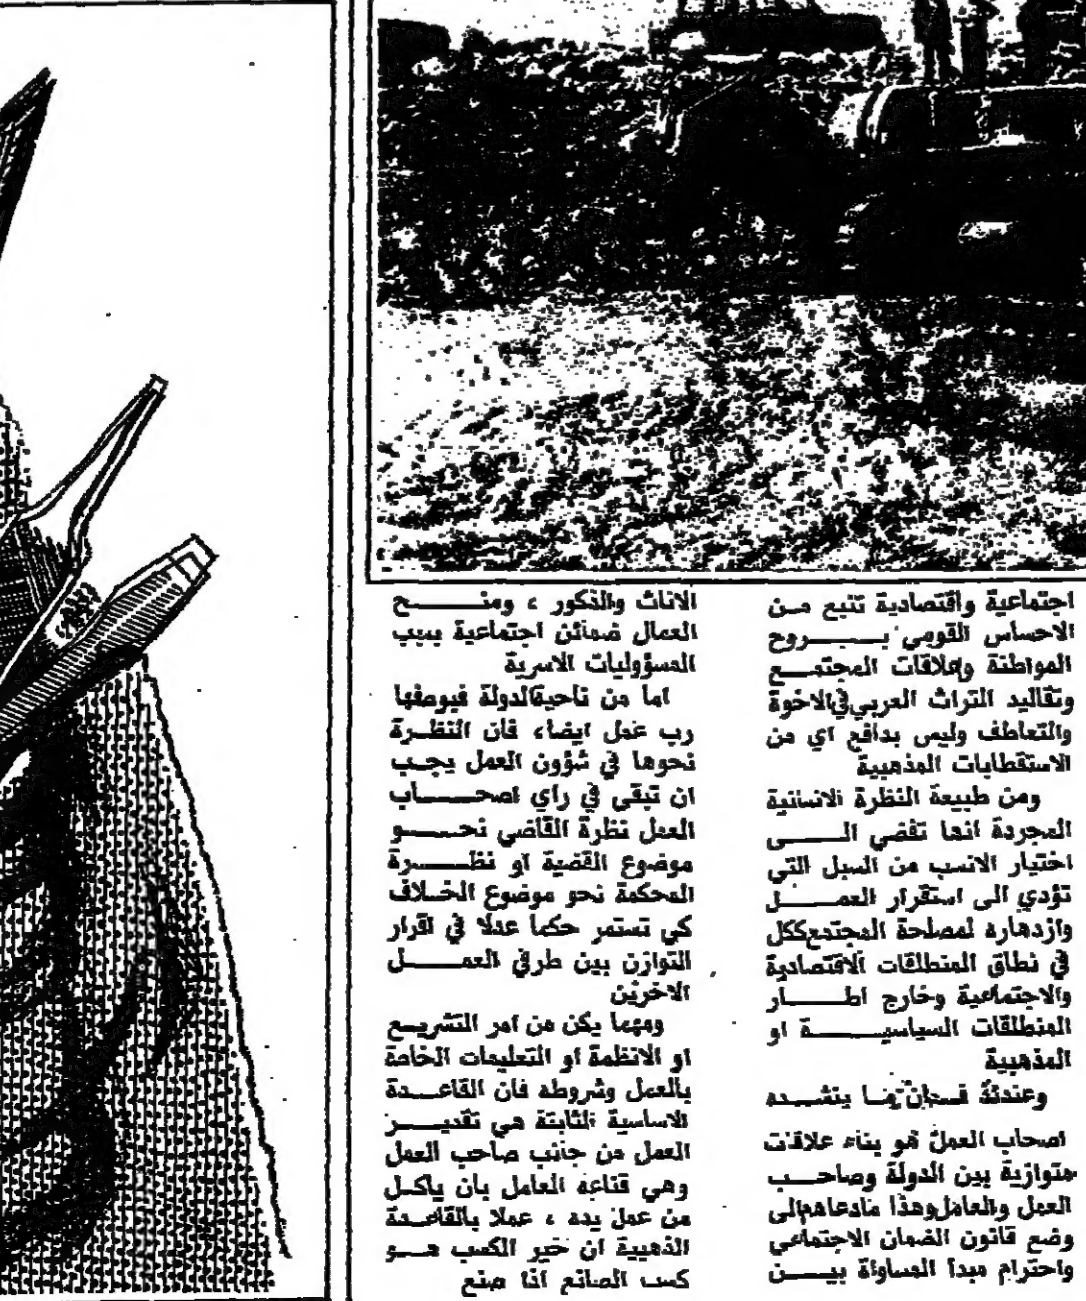 اجتماعية واقتصادية تنبع من
الاحساس القومي بروح
المواطنة وعلاقات المجتمع
وتقاليد التراث العربي في الاخوة
والتعاطف وليس بدافع اي من
الاستقطابات المذهبية
ومن طبيعة النظرة الانسانية
المجردة انها تفضي الى
اختيار الانسب من السبل التي
تؤدي الى استقرار العمل
وازدهاره لمصلحة المجتمع ككل
في نطاق المنطلقات الاقتصادية
والاجتماعية وخارج اطار
المنطلقات السياسية او
المذهبية
وعندئذ فان ما ينشده
اصحاب العمل هو بناء علاقات
متوازية بين الدولة وصاحب
العمل والعامل وهذا مادعاهم الى
وضع قانون الضمان الاجتماعي
واحترام مبدا المساواة بين
الاناث والذكور ، ومنح
العمال ضمائن اجتماعية بسبب
المسؤوليات الاسرية
اما من ناحية الدولة فبوصفها
رب عمل ايضا، فان النظرة
نحوها في شؤون العمل يجب
ان تبقى في راي اصحاب
العمل نظرة القاضي نحو
موضوع القضية او نظرة
المحكمة نحو موضوع الخلاف
كي تستمر حكما عدلا في اقرار
التوازن بين طرفي العمل
الاخرين
ومهما يكن من امر التشريع
او الانظمة او التعليمات الخاصة
بالعمل وشروطه فان القاعدة
الاساسية الثابتة هي تقدير
العمل من جانب صاحب العمل
وهي قناعة العامل بان ياكل
من عمل يده ، عملا بالقاعدة
الذهبية ان خير الكسب هو
كسب الصانع اذا صنع